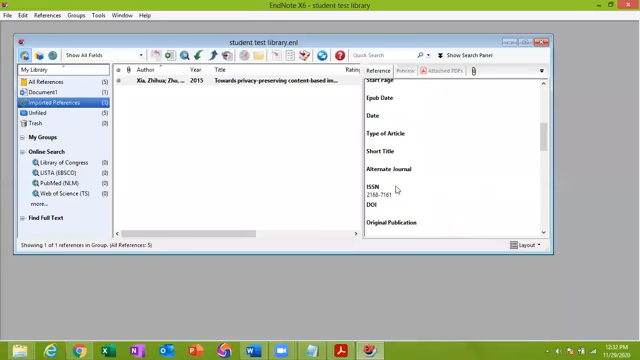 EndNote X6 - student test library
Edit References Groups Tools Window Help
student test library.enl
Show All Fields
Quick Search
Show Search Panel
My Library
All References (5)
Document1 (1)
Imported References (1)
Unfiled (5)
Trash (1)
My Groups
Online Search
Library of Congress (0)
LISTA (EBSCO) (0)
PubMed (NLM) (0)
Web of Science (TS) (0)
more...
Find Full Text
Author Year Title Rating
Xia, Zhihua; Zhu, ... 2015 Towards privacy-preserving content-based im...
Reference Preview Attached PDFs
Start Page
Epub Date
Date
Type of Article
Short Title
Alternate Journal
ISSN
2168-7161
DOI
Original Publication
Showing 1 of 1 references in Group. (All References: 5)
Layout
12:32 PM
11/29/2020